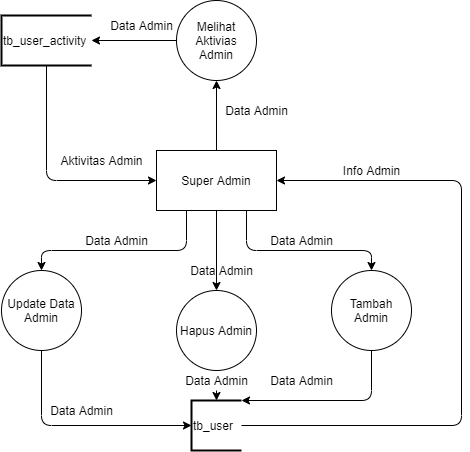 Melihat
Aktivias
Admin
Data Admin
tb_user_activity
Data Admin
Aktivitas Admin
Super Admin
Info Admin
Data Admin
Data Admin
Data Admin
Update Data
Admin
Hapus Admin
Tambah
Admin
Data Admin
Data Admin
Data Admin
tb_user